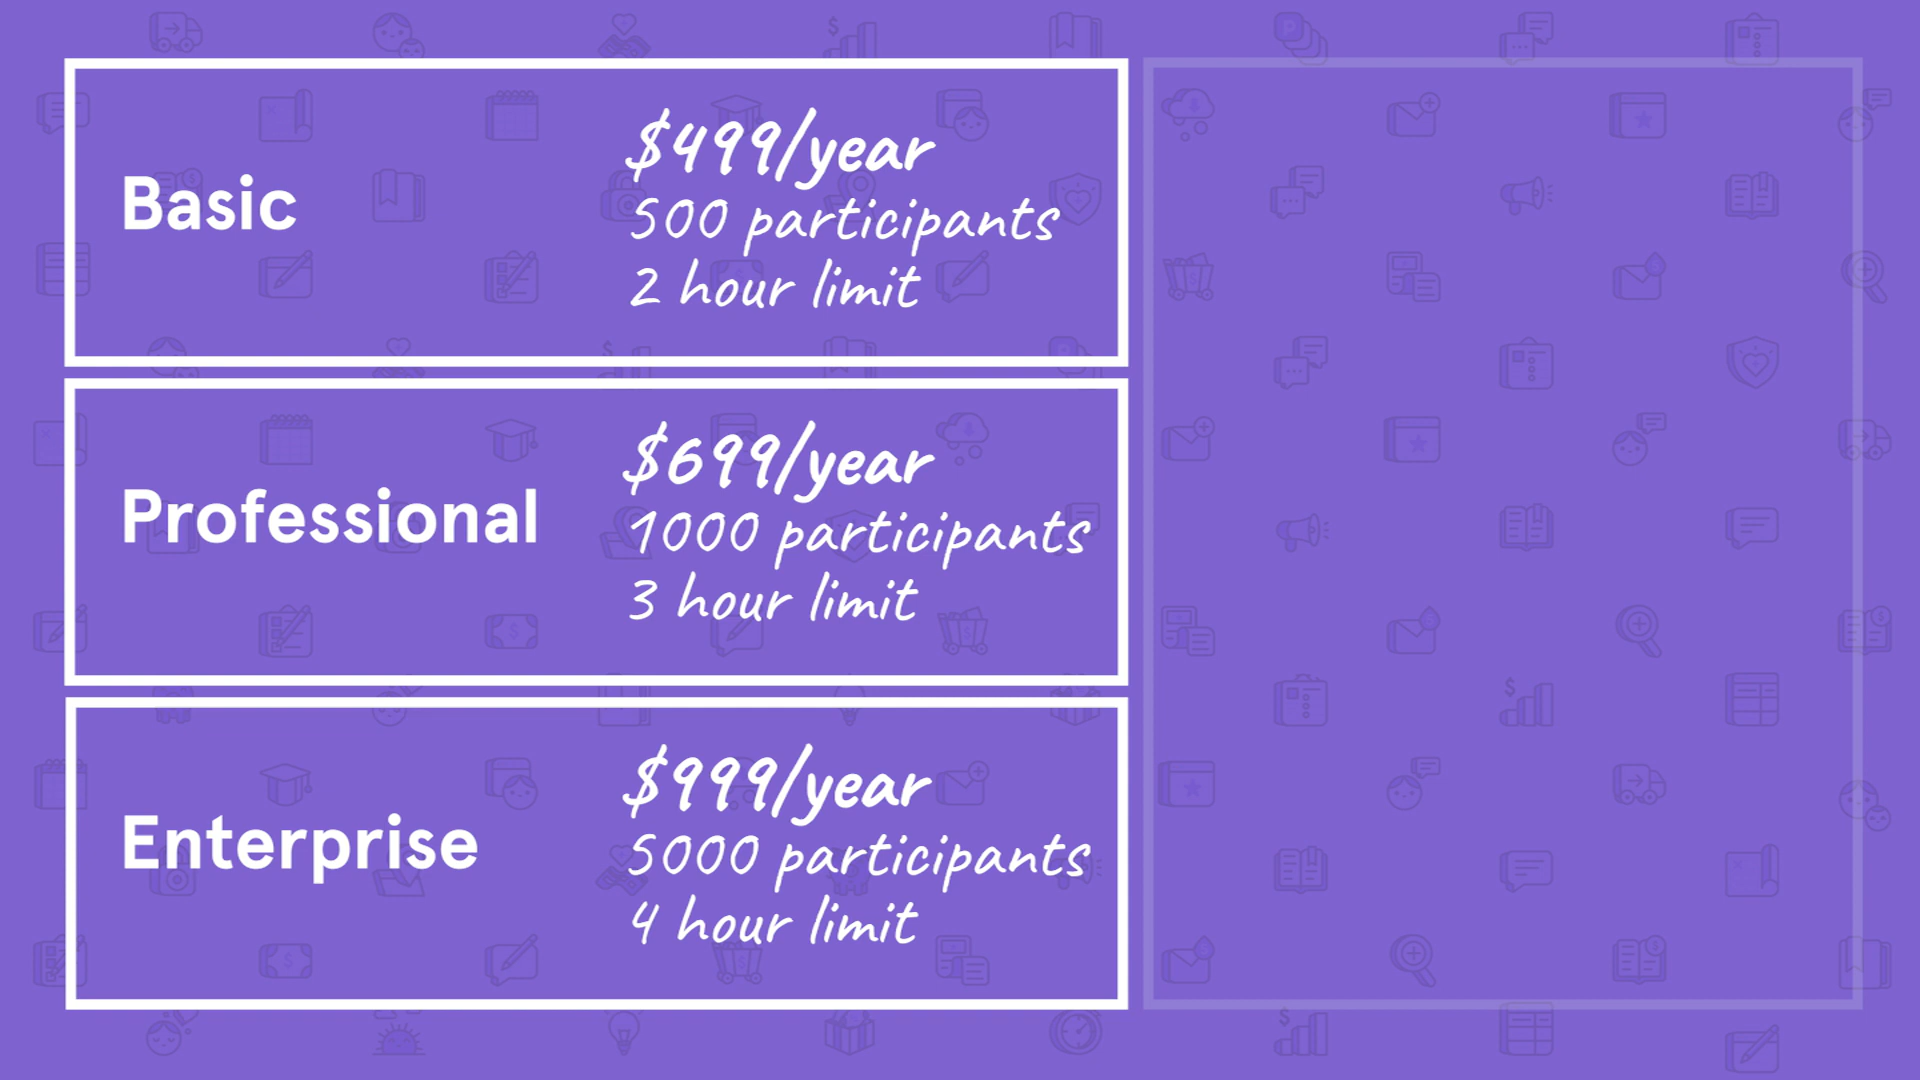 Basic
$499/year
500 participants
2 hour limit
Professional
$699/year
1000 participants
3 hour limit
Enterprise
$999/year
5000 participants
4 hour limit